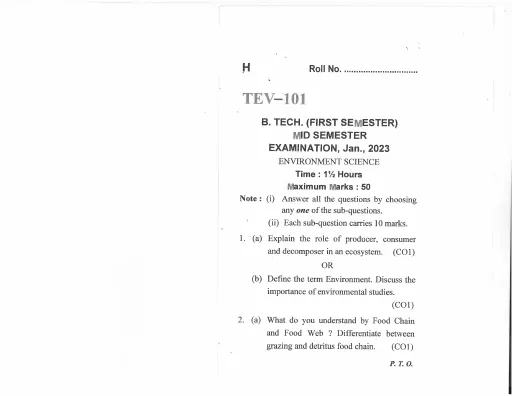 H
Roll No. ..............................
TEV–101
B. TECH. (FIRST SEMESTER)
MID SEMESTER
EXAMINATION, Jan., 2023
ENVIRONMENT SCIENCE
Time : 1½ Hours
Maximum Marks : 50
Note : (i) Answer all the questions by choosing
any one of the sub-questions.
(ii) Each sub-question carries 10 marks.
1. (a) Explain the role of producer, consumer
and decomposer in an ecosystem. (CO1)
OR
(b) Define the term Environment. Discuss the
importance of environmental studies.
(CO1)
2. (a) What do you understand by Food Chain
and Food Web ? Differentiate between
grazing and detritus food chain. (CO1)
P. T. O.